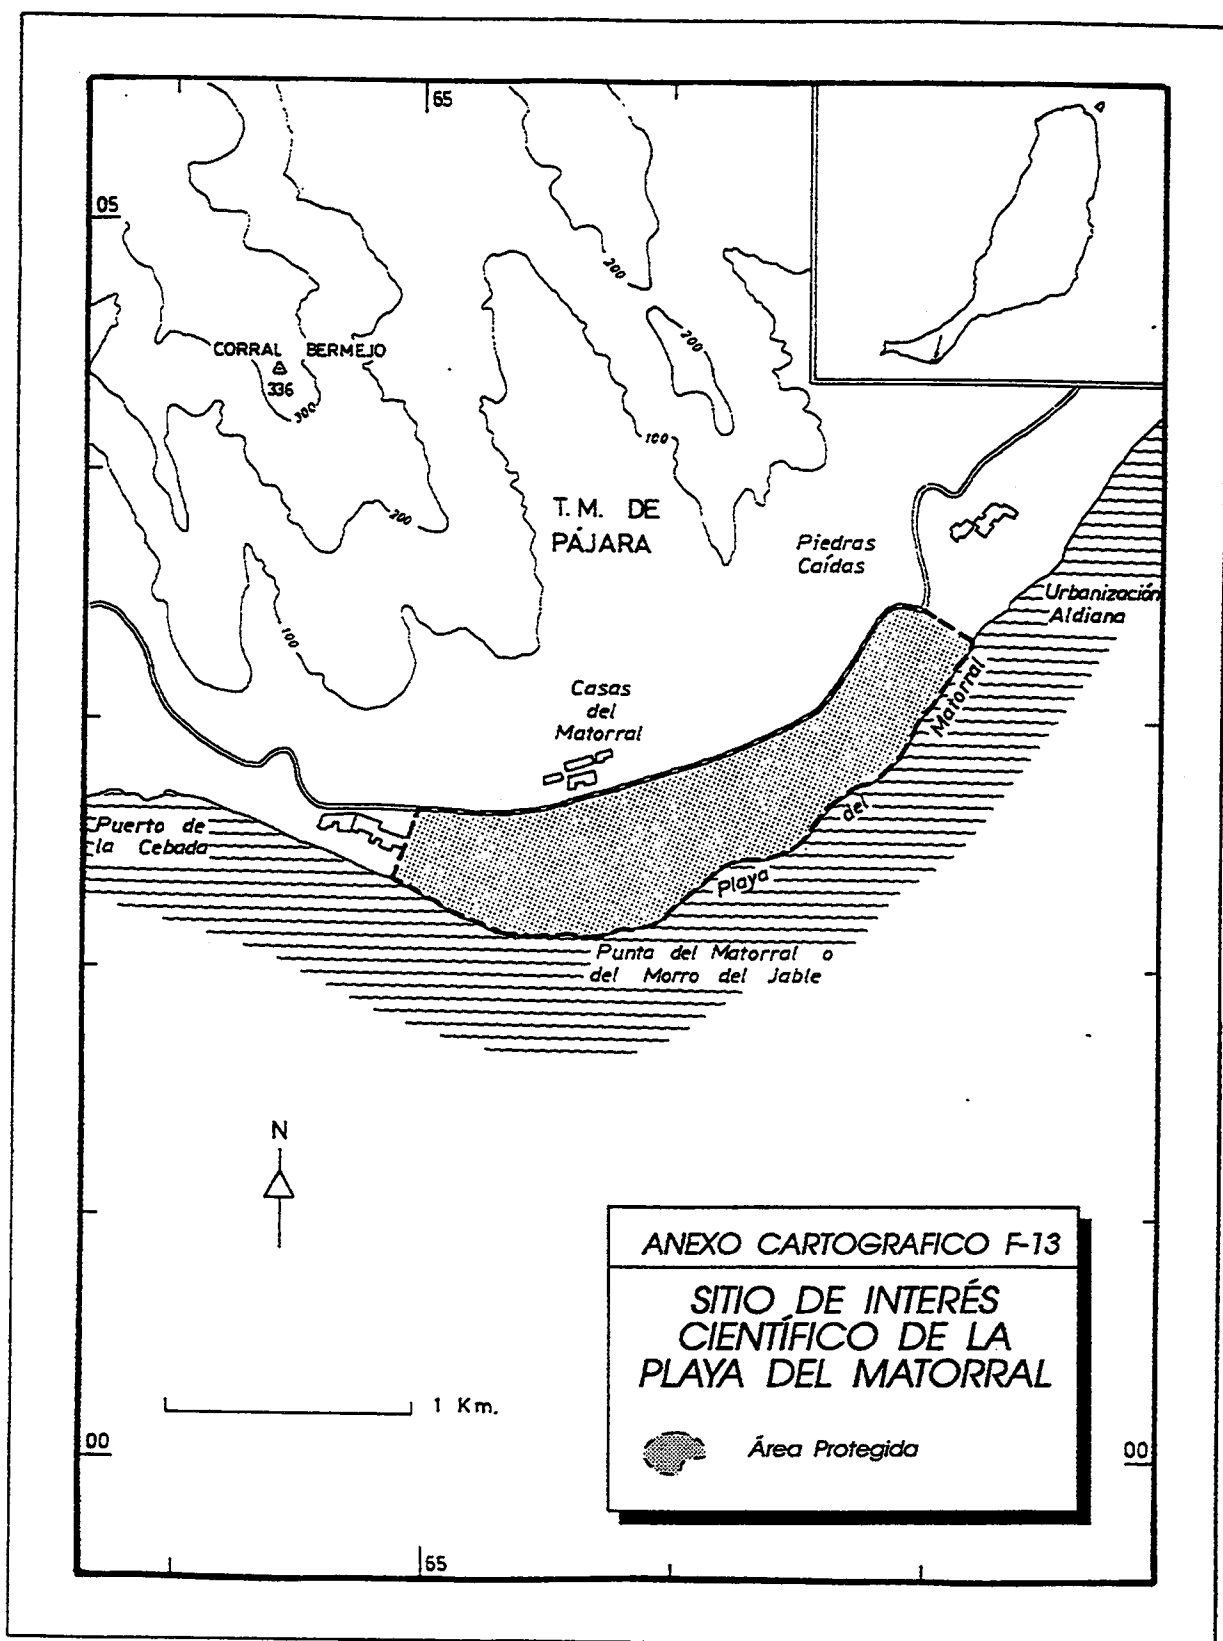 65
05
200
CORRAL BERMEJO
336
300
200
100
200
T.M. DE
PÁJARA
Piedras
Caídas
Urbanización
Aldiana
100
Casas
del
Matorral
Matorral
del
Playa
Puerto de
la Cebada
Punta del Matorral o
del Morro del Jable
N
ANEXO CARTOGRAFICO F-13
SITIO DE INTERÉS
CIENTÍFICO DE LA
PLAYA DEL MATORRAL
1 Km.
Área Protegida
00
00
65